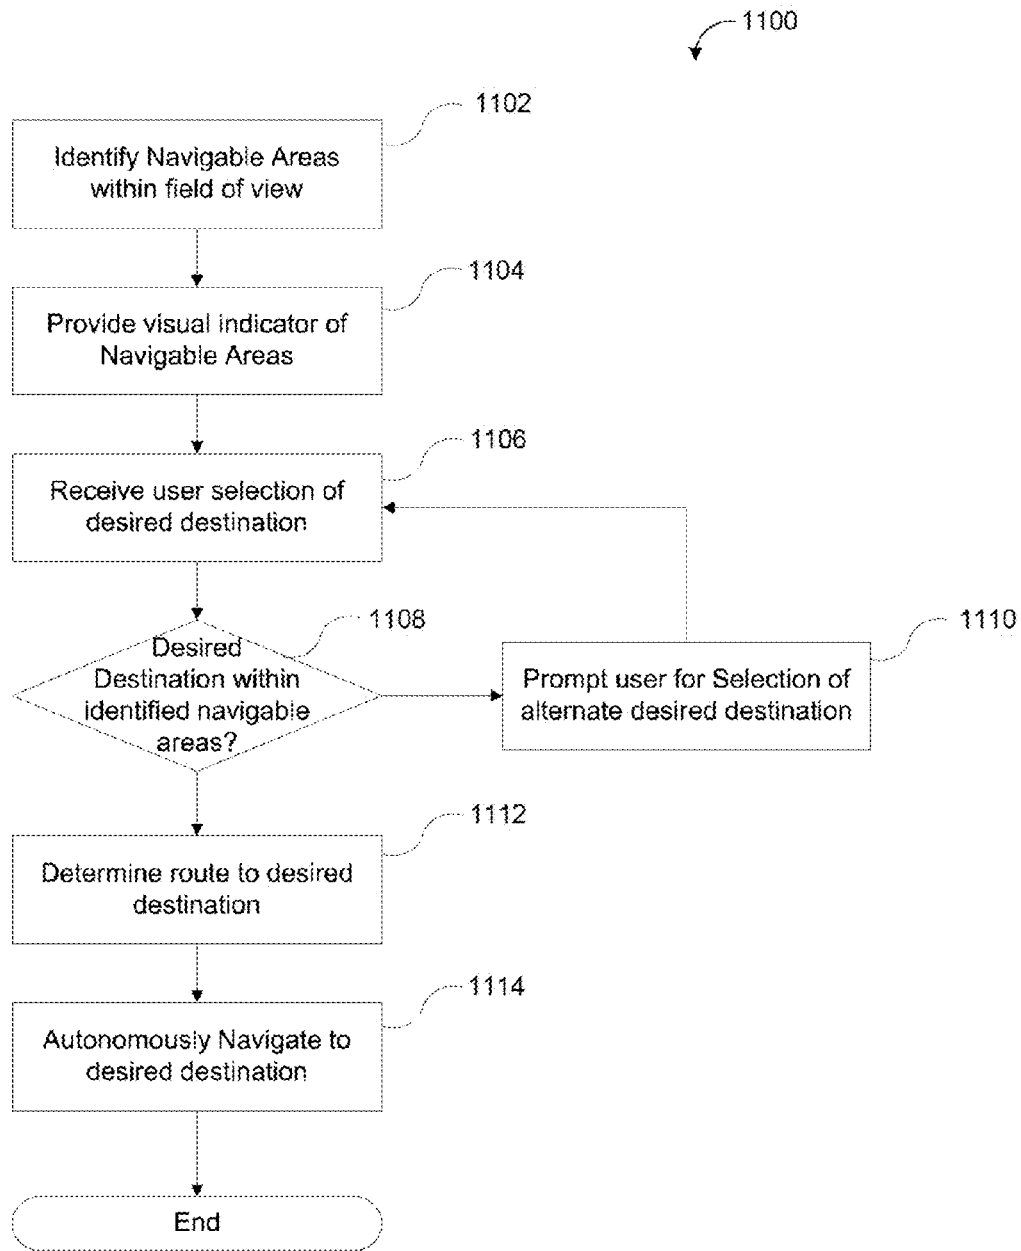 1100
1102
Identify Navigable Areas
within field of view
1104
Provide visual indicator of
Navigable Areas
1106
Receive user selection of
desired destination
1108
Desired
Destination within
identified navigable
areas?
1110
Prompt user for Selection of
alternate desired destination
1112
Determine route to desired
destination
1114
Autonomously Navigate to
desired destination
End